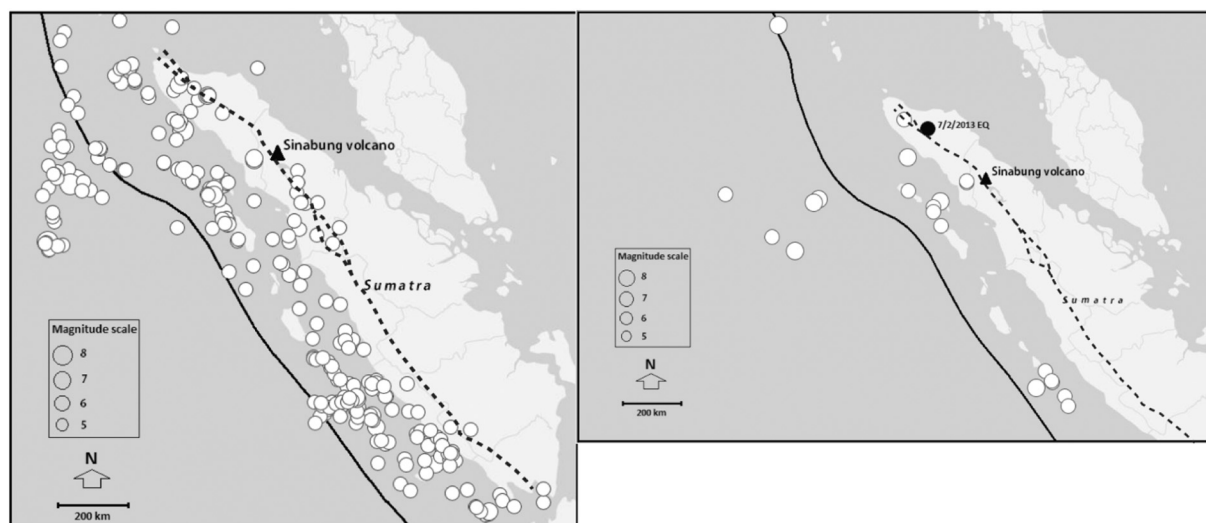 Sinabung volcano
Sumatra
Magnitude scale
8
7
6
5
N
200 km
7/2/2013 EQ
Sinabung volcano
Sumatra
Magnitude scale
8
7
6
5
N
200 km